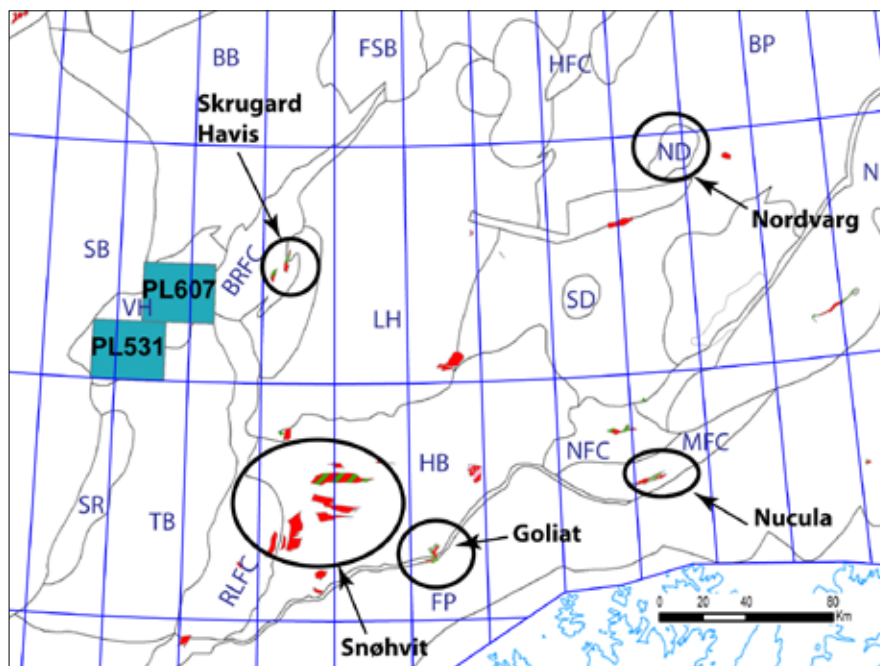 BB
FSB
HFC
BP
Skrugard
Havis
ND
N
Nordvarg
SB
BRFC
PL607
VH
SD
LH
PL531
HB
NFC
MFC
SR
TB
Goliat
Nucula
RLFC
FP
Snøhvit
0 20 40 80
Km